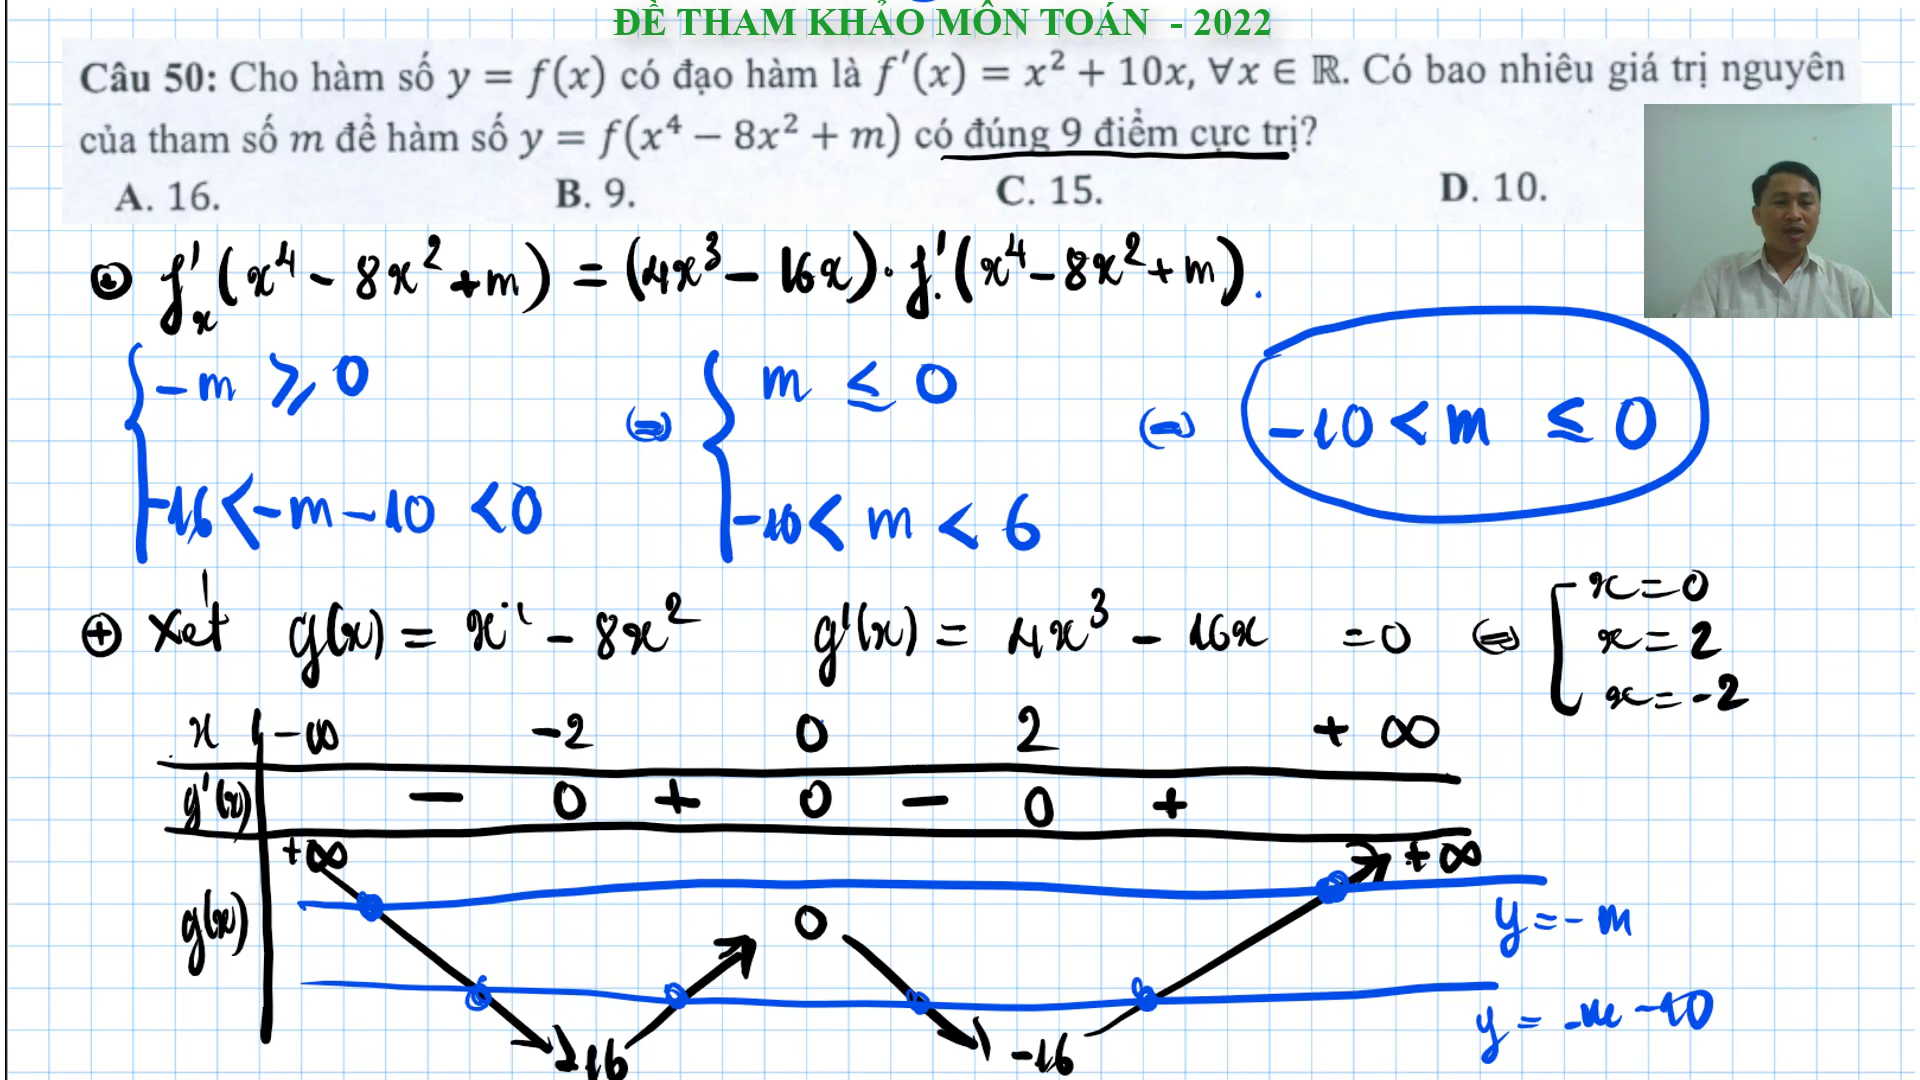 ĐỀ THAM KHẢO MÔN TOÁN - 2022
Câu 50: Cho hàm số y = f(x) có đạo hàm là f′(x) = x² + 10x, ∀x ∈ ℝ. Có bao nhiêu giá trị nguyên
của tham số m để hàm số y = f(x⁴ − 8x² + m) có đúng 9 điểm cực trị?
A. 16. B. 9. C. 15. D. 10.
f'ₓ(x⁴ - 8x² + m) = (4x³ - 16x) . f'(x⁴ - 8x² + m).
{ -m ≥ 0 ⇔ { m ≤ 0 ⇔ -10 < m ≤ 0
-16 < -m - 10 < 0 -10 < m < 6
⊕ Xét g(x) = x⁴ - 8x² g'(x) = 4x³ - 16x = 0 ⇔ [ x = 0
x = 2
x = -2
x -∞ -2 0 2 + ∞
g'(x) - 0 + 0 - 0 +
+∞ +∞
g(x) 0 y = -m
y = -m - 10
-16 -16